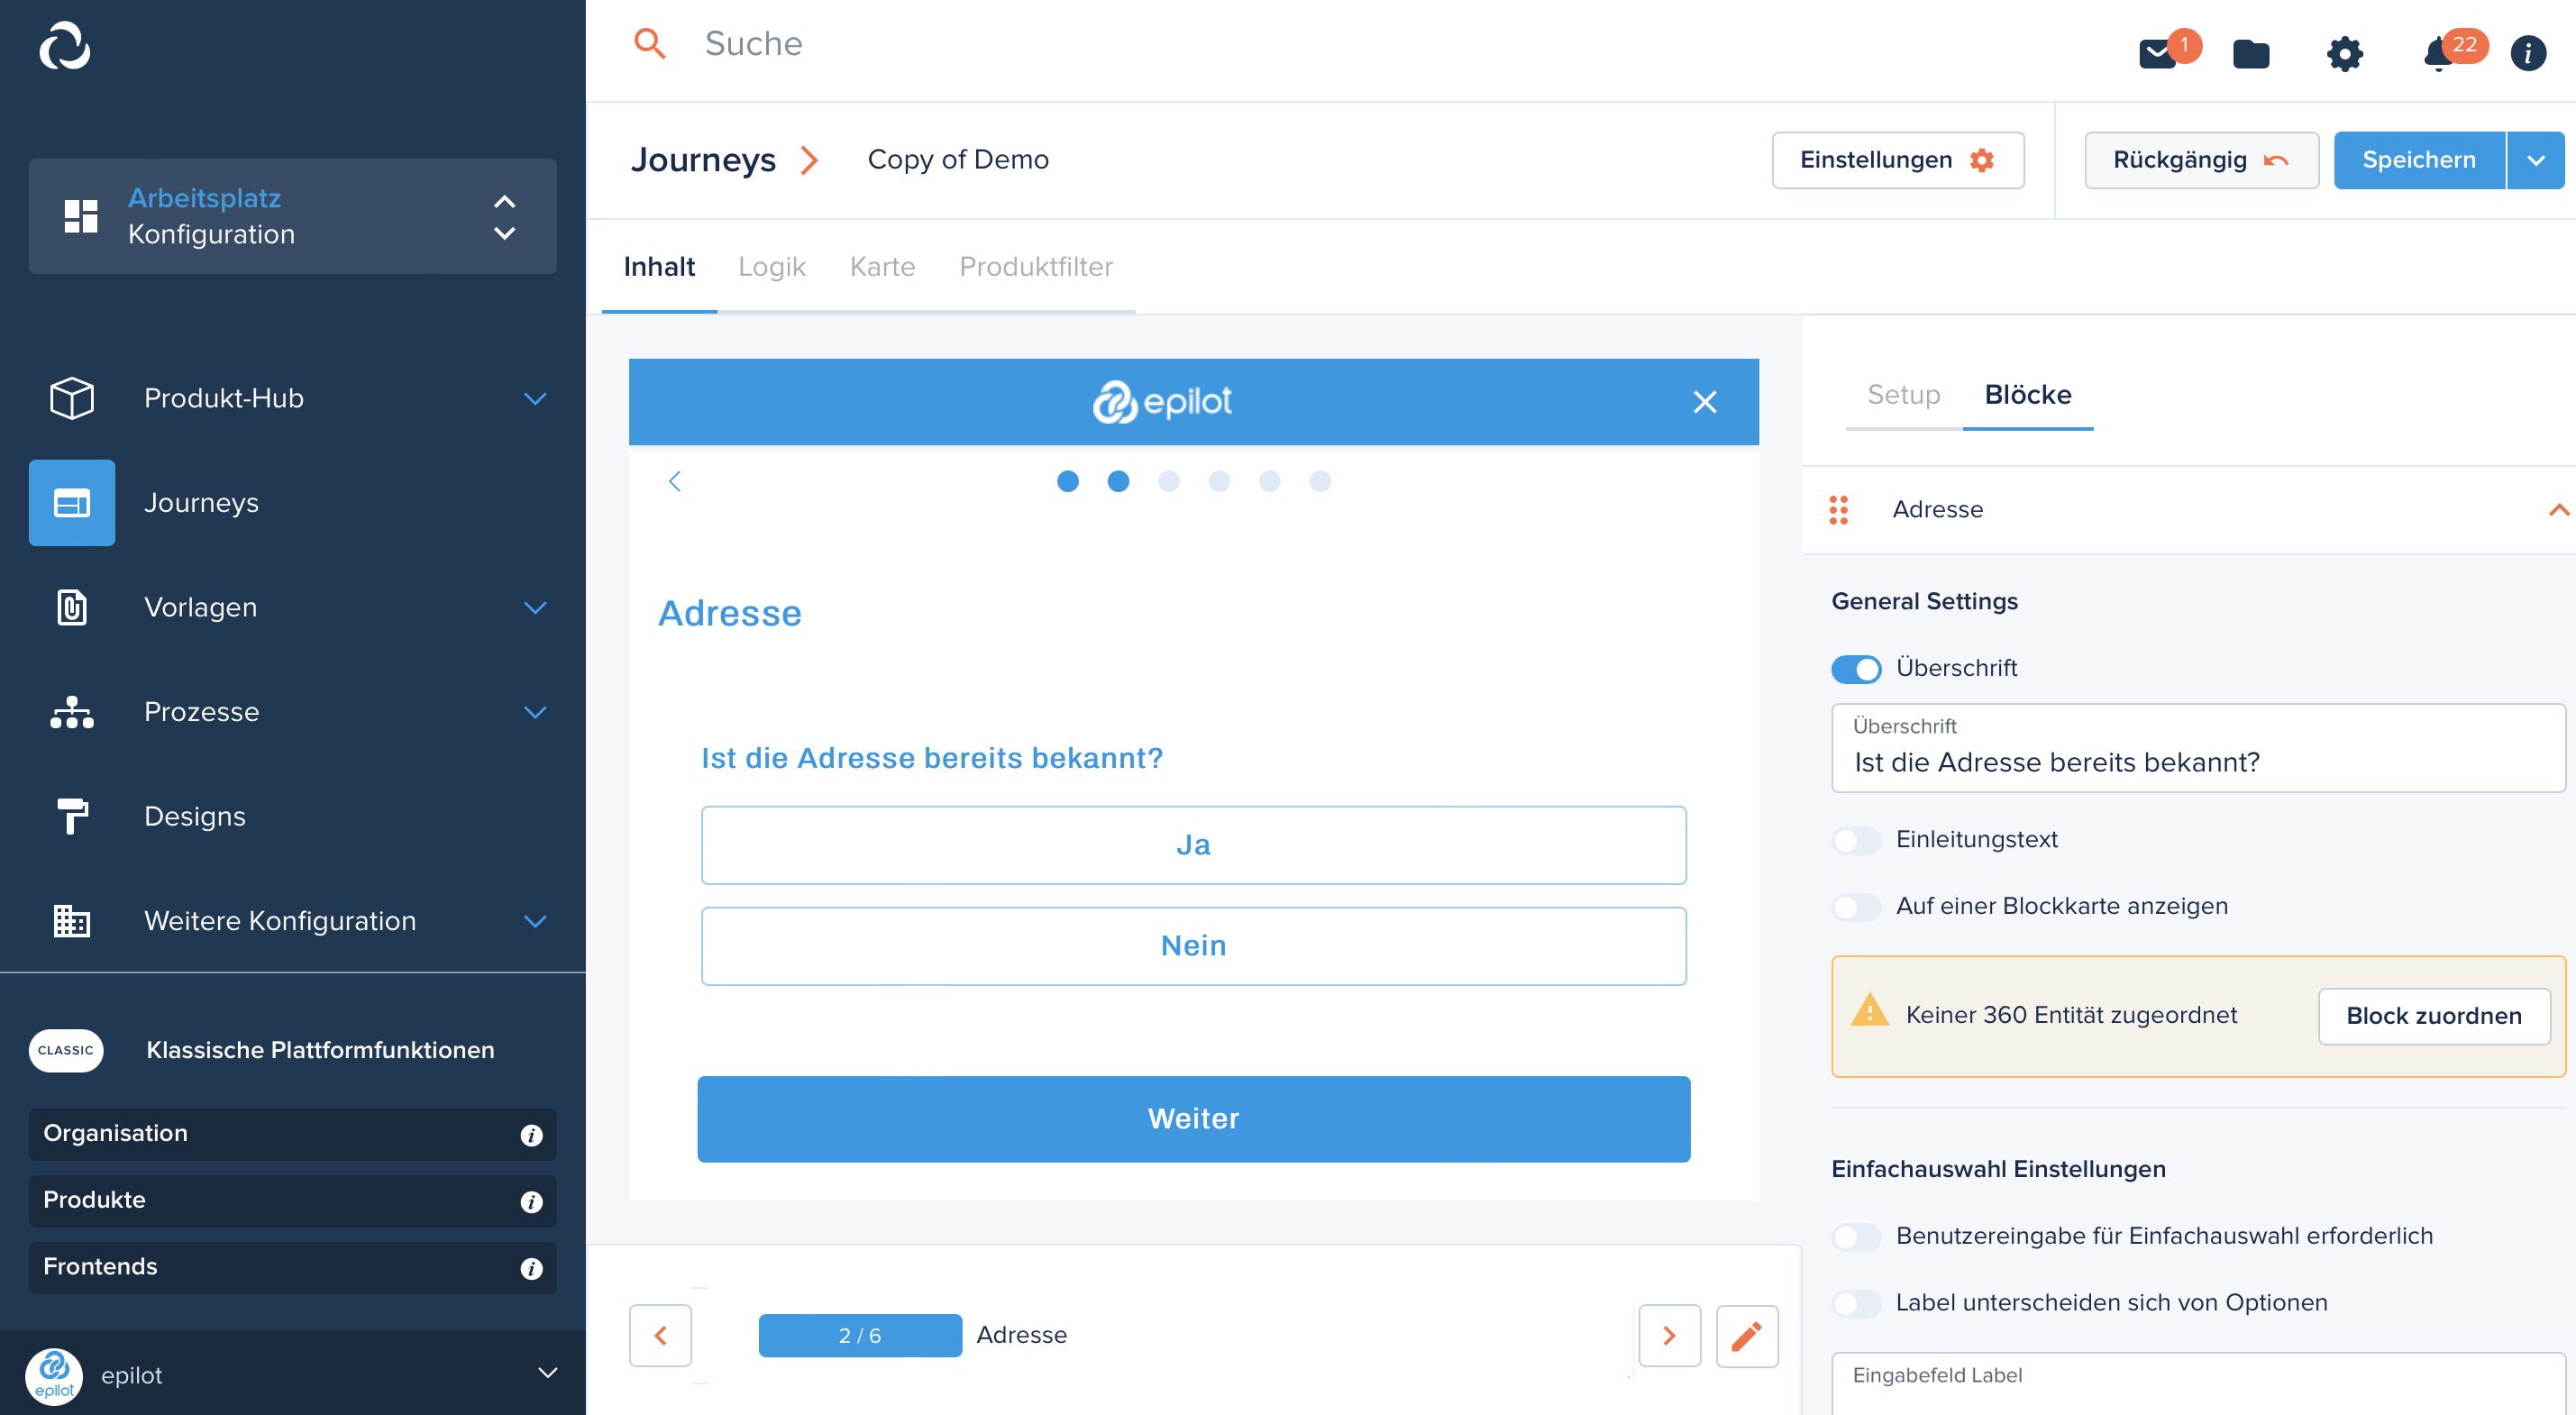 Suche
1
22
i
Arbeitsplatz
Konfiguration
Produkt-Hub
Journeys
Vorlagen
Prozesse
Designs
Weitere Konfiguration
CLASSIC
Klassische Plattformfunktionen
Organisation
i
Produkte
i
Frontends
i
epilot
epilot
Journeys
Copy of Demo
Einstellungen
Rückgängig
Speichern
Inhalt
Logik
Karte
Produktfilter
epilot
Adresse
Ist die Adresse bereits bekannt?
Ja
Nein
Weiter
2 / 6
Adresse
Setup
Blöcke
Adresse
General Settings
Überschrift
Überschrift
Ist die Adresse bereits bekannt?
Einleitungstext
Auf einer Blockkarte anzeigen
Keiner 360 Entität zugeordnet
Block zuordnen
Einfachauswahl Einstellungen
Benutzereingabe für Einfachauswahl erforderlich
Label unterscheiden sich von Optionen
Eingabefeld Label